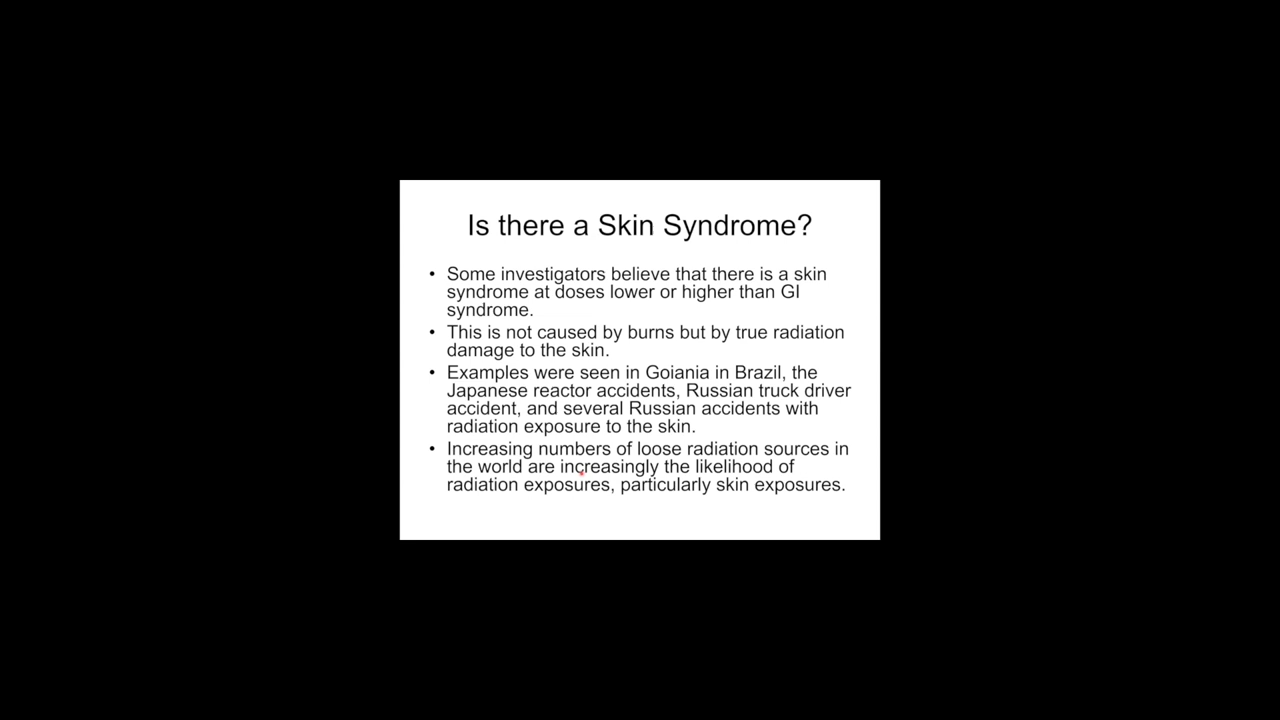 Is there a Skin Syndrome?
• Some investigators believe that there is a skin
syndrome at doses lower or higher than GI
syndrome.
• This is not caused by burns but by true radiation
damage to the skin.
• Examples were seen in Goiania in Brazil, the
Japanese reactor accidents, Russian truck driver
accident, and several Russian accidents with
radiation exposure to the skin.
• Increasing numbers of loose radiation sources in
the world are increasingly the likelihood of
radiation exposures, particularly skin exposures.